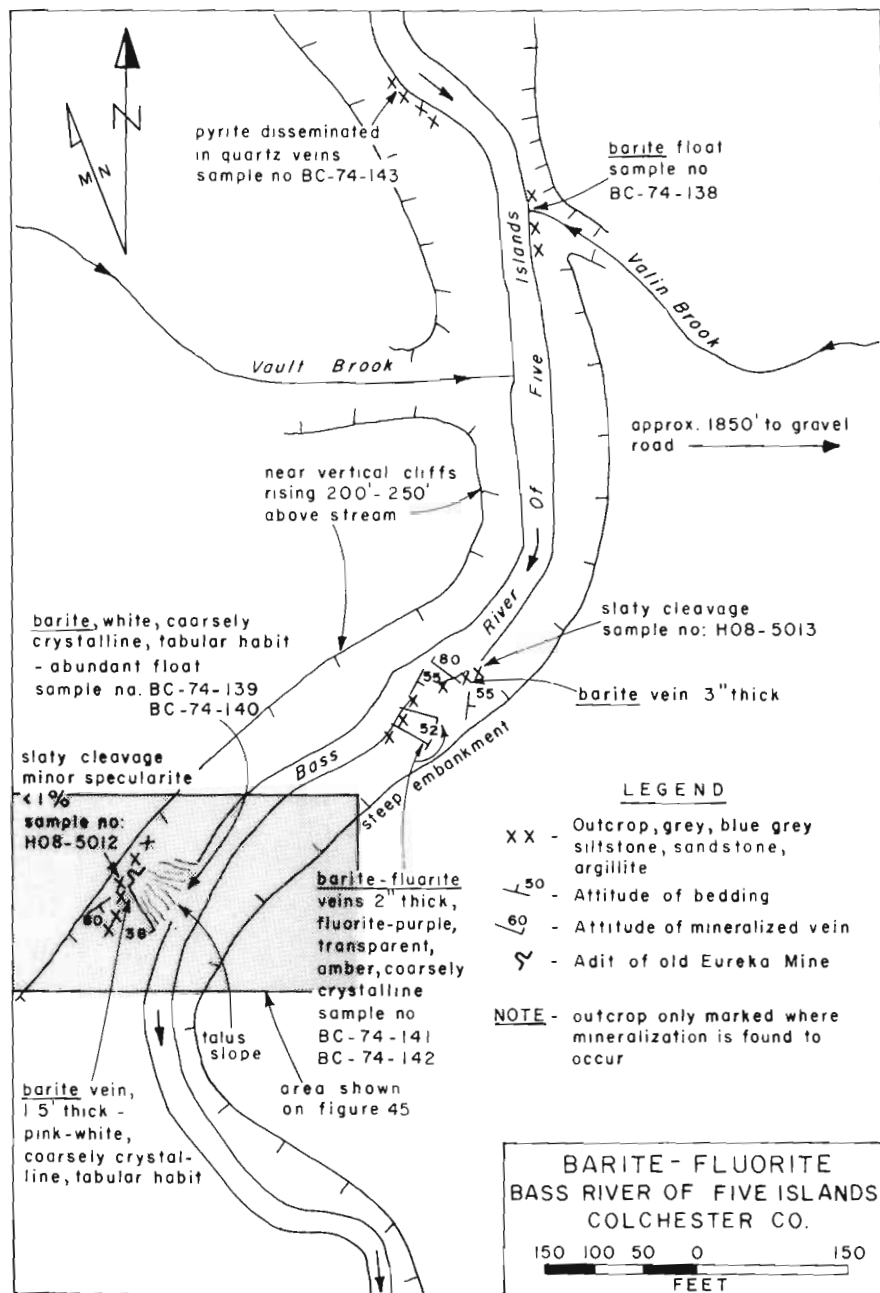 N
MN
pyrite disseminated
in quartz veins
sample no BC-74-143
barite float
sample no
BC-74-138
Valin Brook
Vault Brook
Bass River Of Five Islands
approx. 1850' to gravel
road
near vertical cliffs
rising 200'-250'
above stream
barite, white, coarsely
crystalline, tabular habit
- abundant float
sample no. BC-74-139
BC-74-140
slaty cleavage
sample no: H08-5013
80
55
55
52
barite vein 3" thick
steep embankment
slaty cleavage
minor specularite
<1%
sample no:
H08-5012
60
38
barite-fluorite
veins 2" thick,
fluorite-purple,
transparent,
amber, coarsely
crystalline
sample no
BC-74-141
BC-74-142
talus
slope
area shown
on figure 45
barite vein,
1 5' thick -
pink-white,
coarsely crystal-
line, tabular habit
LEGEND
XX - Outcrop, grey, blue grey
siltstone, sandstone,
argillite
50 - Attitude of bedding
60 - Attitude of mineralized vein
- Adit of old Eureka Mine
NOTE - outcrop only marked where
mineralization is found to
occur
BARITE-FLUORITE
BASS RIVER OF FIVE ISLANDS
COLCHESTER CO.
150 100 50 0 150
FEET